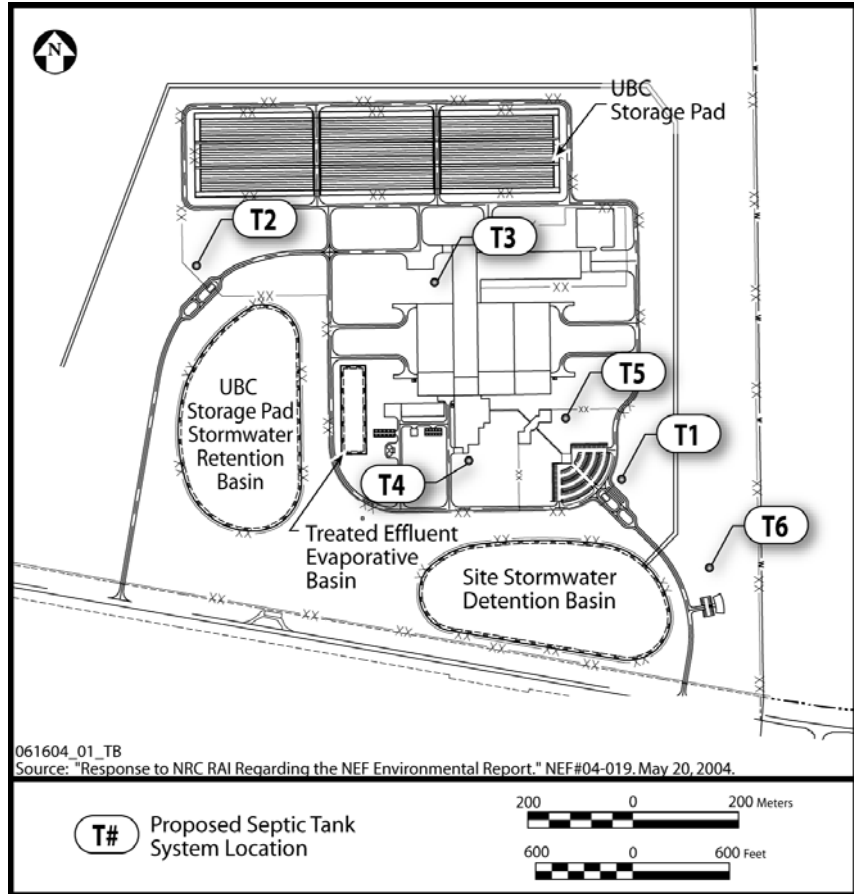 N
UBC
Storage Pad
T2
T3
T5
UBC
Storage Pad
Stormwater
Retention
Basin
T1
T4
T6
Treated Effluent
Evaporative
Basin
Site Stormwater
Detention Basin
061604_01_TB
Source: "Response to NRC RAI Regarding the NEF Environmental Report." NEF#04-019. May 20, 2004.
T# Proposed Septic Tank
System Location
200 0 200 Meters
600 0 600 Feet